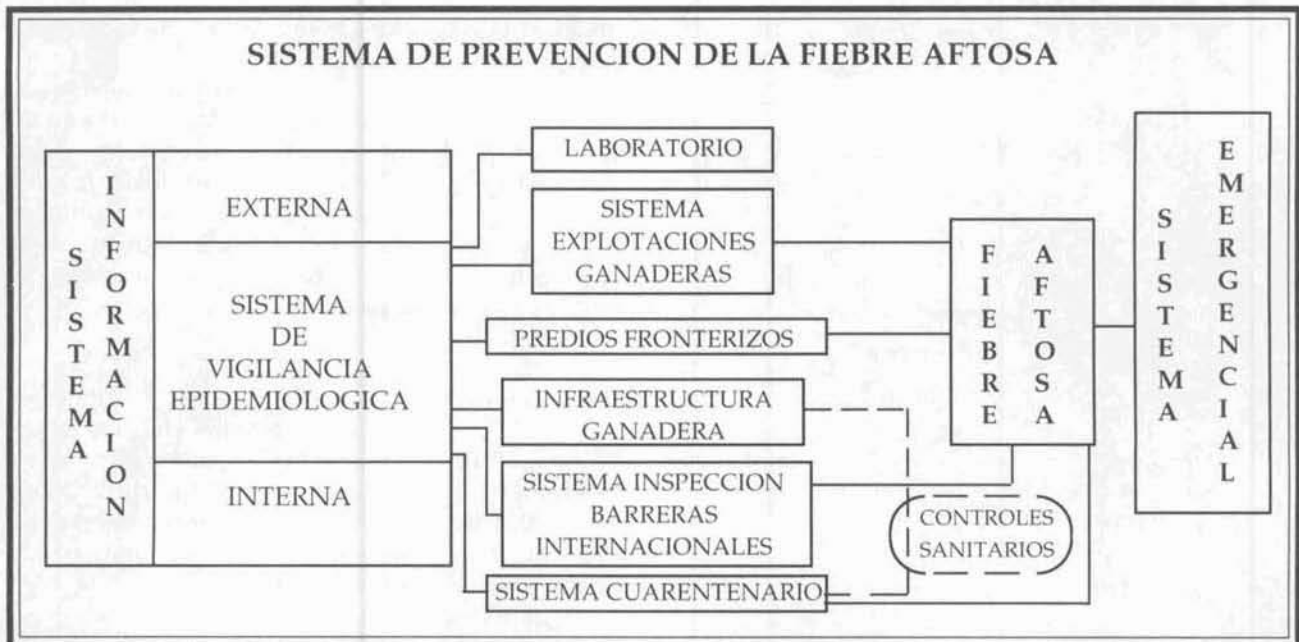 SISTEMA DE PREVENCION DE LA FIEBRE AFTOSA
SISTEMA
INFORMACION
EXTERNA
SISTEMA
DE
VIGILANCIA
EPIDEMIOLOGICA
INTERNA
LABORATORIO
SISTEMA
EXPLOTACIONES
GANADERAS
PREDIOS FRONTERIZOS
INFRAESTRUCTURA
GANADERA
SISTEMA INSPECCION
BARRERAS
INTERNACIONALES
SISTEMA CUARENTENARIO
FIEBRE
AFTOSA
CONTROLES
SANITARIOS
SISTEMA
EMERGENCIAL